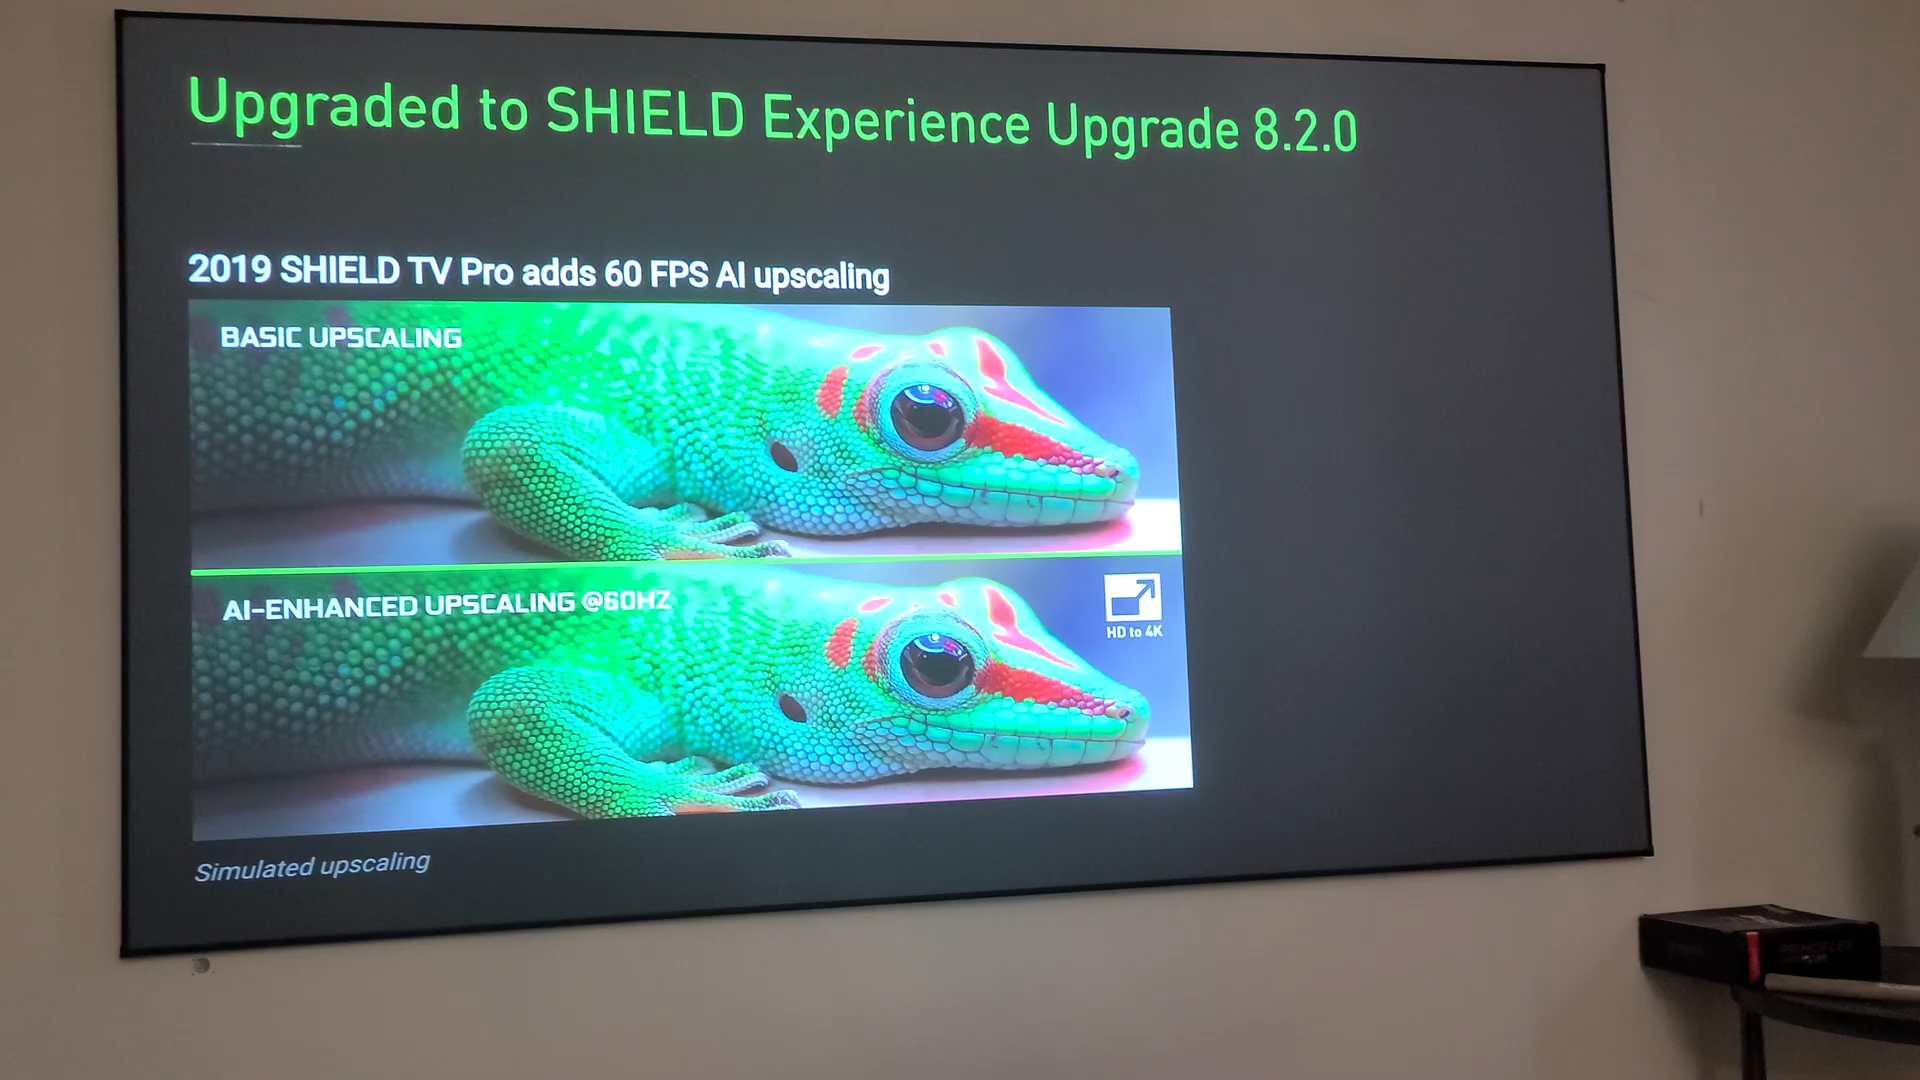 Upgraded to SHIELD Experience Upgrade 8.2.0
2019 SHIELD TV Pro adds 60 FPS AI upscaling
BASIC UPSCALING
AI-ENHANCED UPSCALING @60HZ
HD to 4K
Simulated upscaling